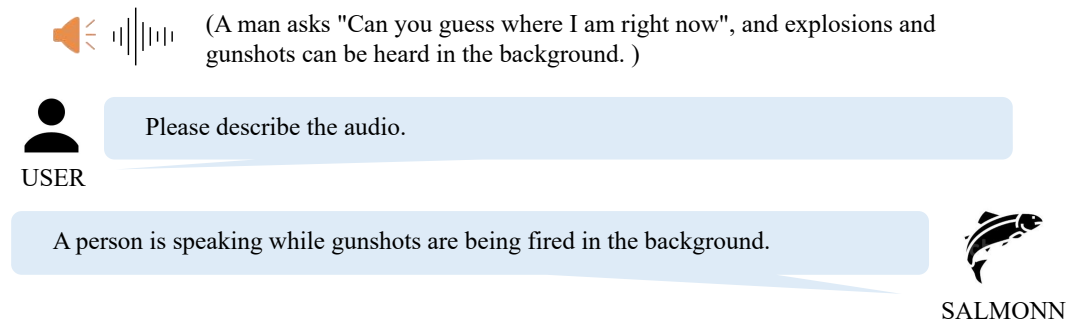 (A man asks "Can you guess where I am right now", and explosions and
gunshots can be heard in the background. )
Please describe the audio.
USER
A person is speaking while gunshots are being fired in the background.
SALMONN